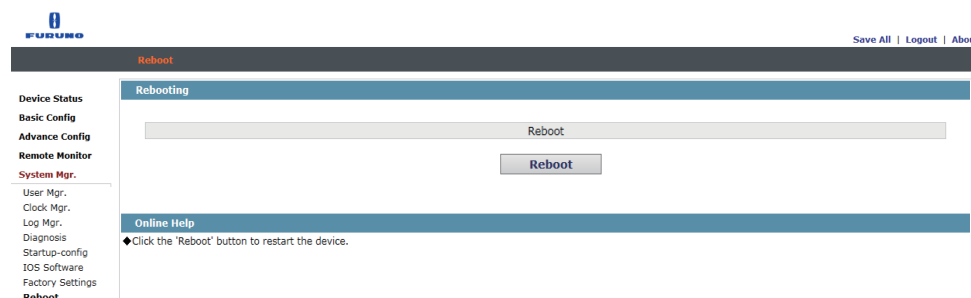 FURUNO
Save All | Logout | Abou
Reboot
Device Status
Basic Config
Advance Config
Remote Monitor
System Mgr.
User Mgr.
Clock Mgr.
Log Mgr.
Diagnosis
Startup-config
IOS Software
Factory Settings
Reboot
Rebooting
Reboot
Reboot
Online Help
◆Click the 'Reboot' button to restart the device.